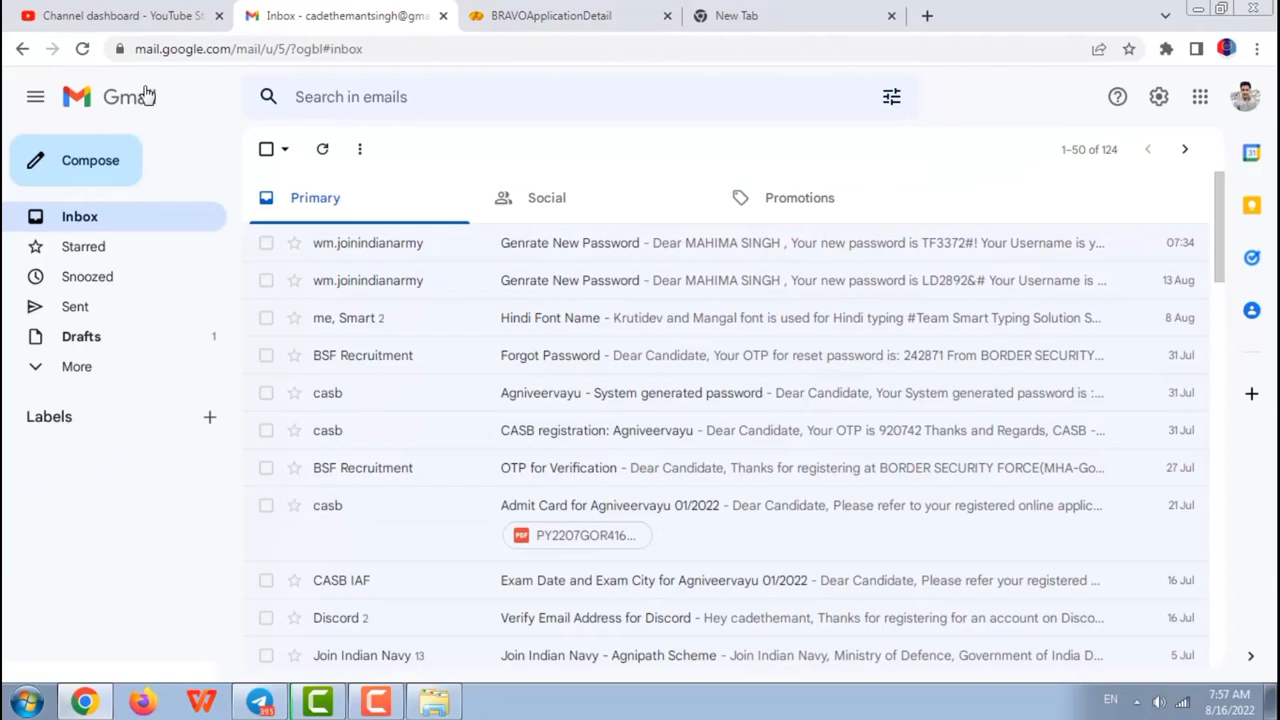 Channel dashboard - YouTube St
Inbox - cadethemantsingh@gma
BRAVOApplicationDetail
New Tab
mail.google.com/mail/u/5/?ogbl#inbox
Gmail
Search in emails
Compose
1–50 of 124
Primary
Social
Promotions
Inbox
Starred
Snoozed
Sent
Drafts 1
More
Labels
wm.joinindianarmy Genrate New Password - Dear MAHIMA SINGH , Your new password is TF3372#! Your Username is y... 07:34
wm.joinindianarmy Genrate New Password - Dear MAHIMA SINGH , Your new password is LD2892&# Your Username is ... 13 Aug
me, Smart 2 Hindi Font Name - Krutidev and Mangal font is used for Hindi typing #Team Smart Typing Solution S... 8 Aug
BSF Recruitment Forgot Password - Dear Candidate, Your OTP for reset password is: 242871 From BORDER SECURITY... 31 Jul
casb Agniveervayu - System generated password - Dear Candidate, Your System generated password is :... 31 Jul
casb CASB registration: Agniveervayu - Dear Candidate, Your OTP is 920742 Thanks and Regards, CASB -... 31 Jul
BSF Recruitment OTP for Verification - Dear Candidate, Thanks for registering at BORDER SECURITY FORCE(MHA-Go... 27 Jul
casb Admit Card for Agniveervayu 01/2022 - Dear Candidate, Please refer to your registered online applic... 21 Jul
PDF PY2207GOR416...
CASB IAF Exam Date and Exam City for Agniveervayu 01/2022 - Dear Candidate, Please refer your registered ... 16 Jul
Discord 2 Verify Email Address for Discord - Hey cadethemant, Thanks for registering for an account on Disco... 16 Jul
Join Indian Navy 13 Join Indian Navy - Agnipath Scheme - Join Indian Navy, Ministry of Defence, Government of India D... 5 Jul
31
395
EN
7:57 AM
8/16/2022